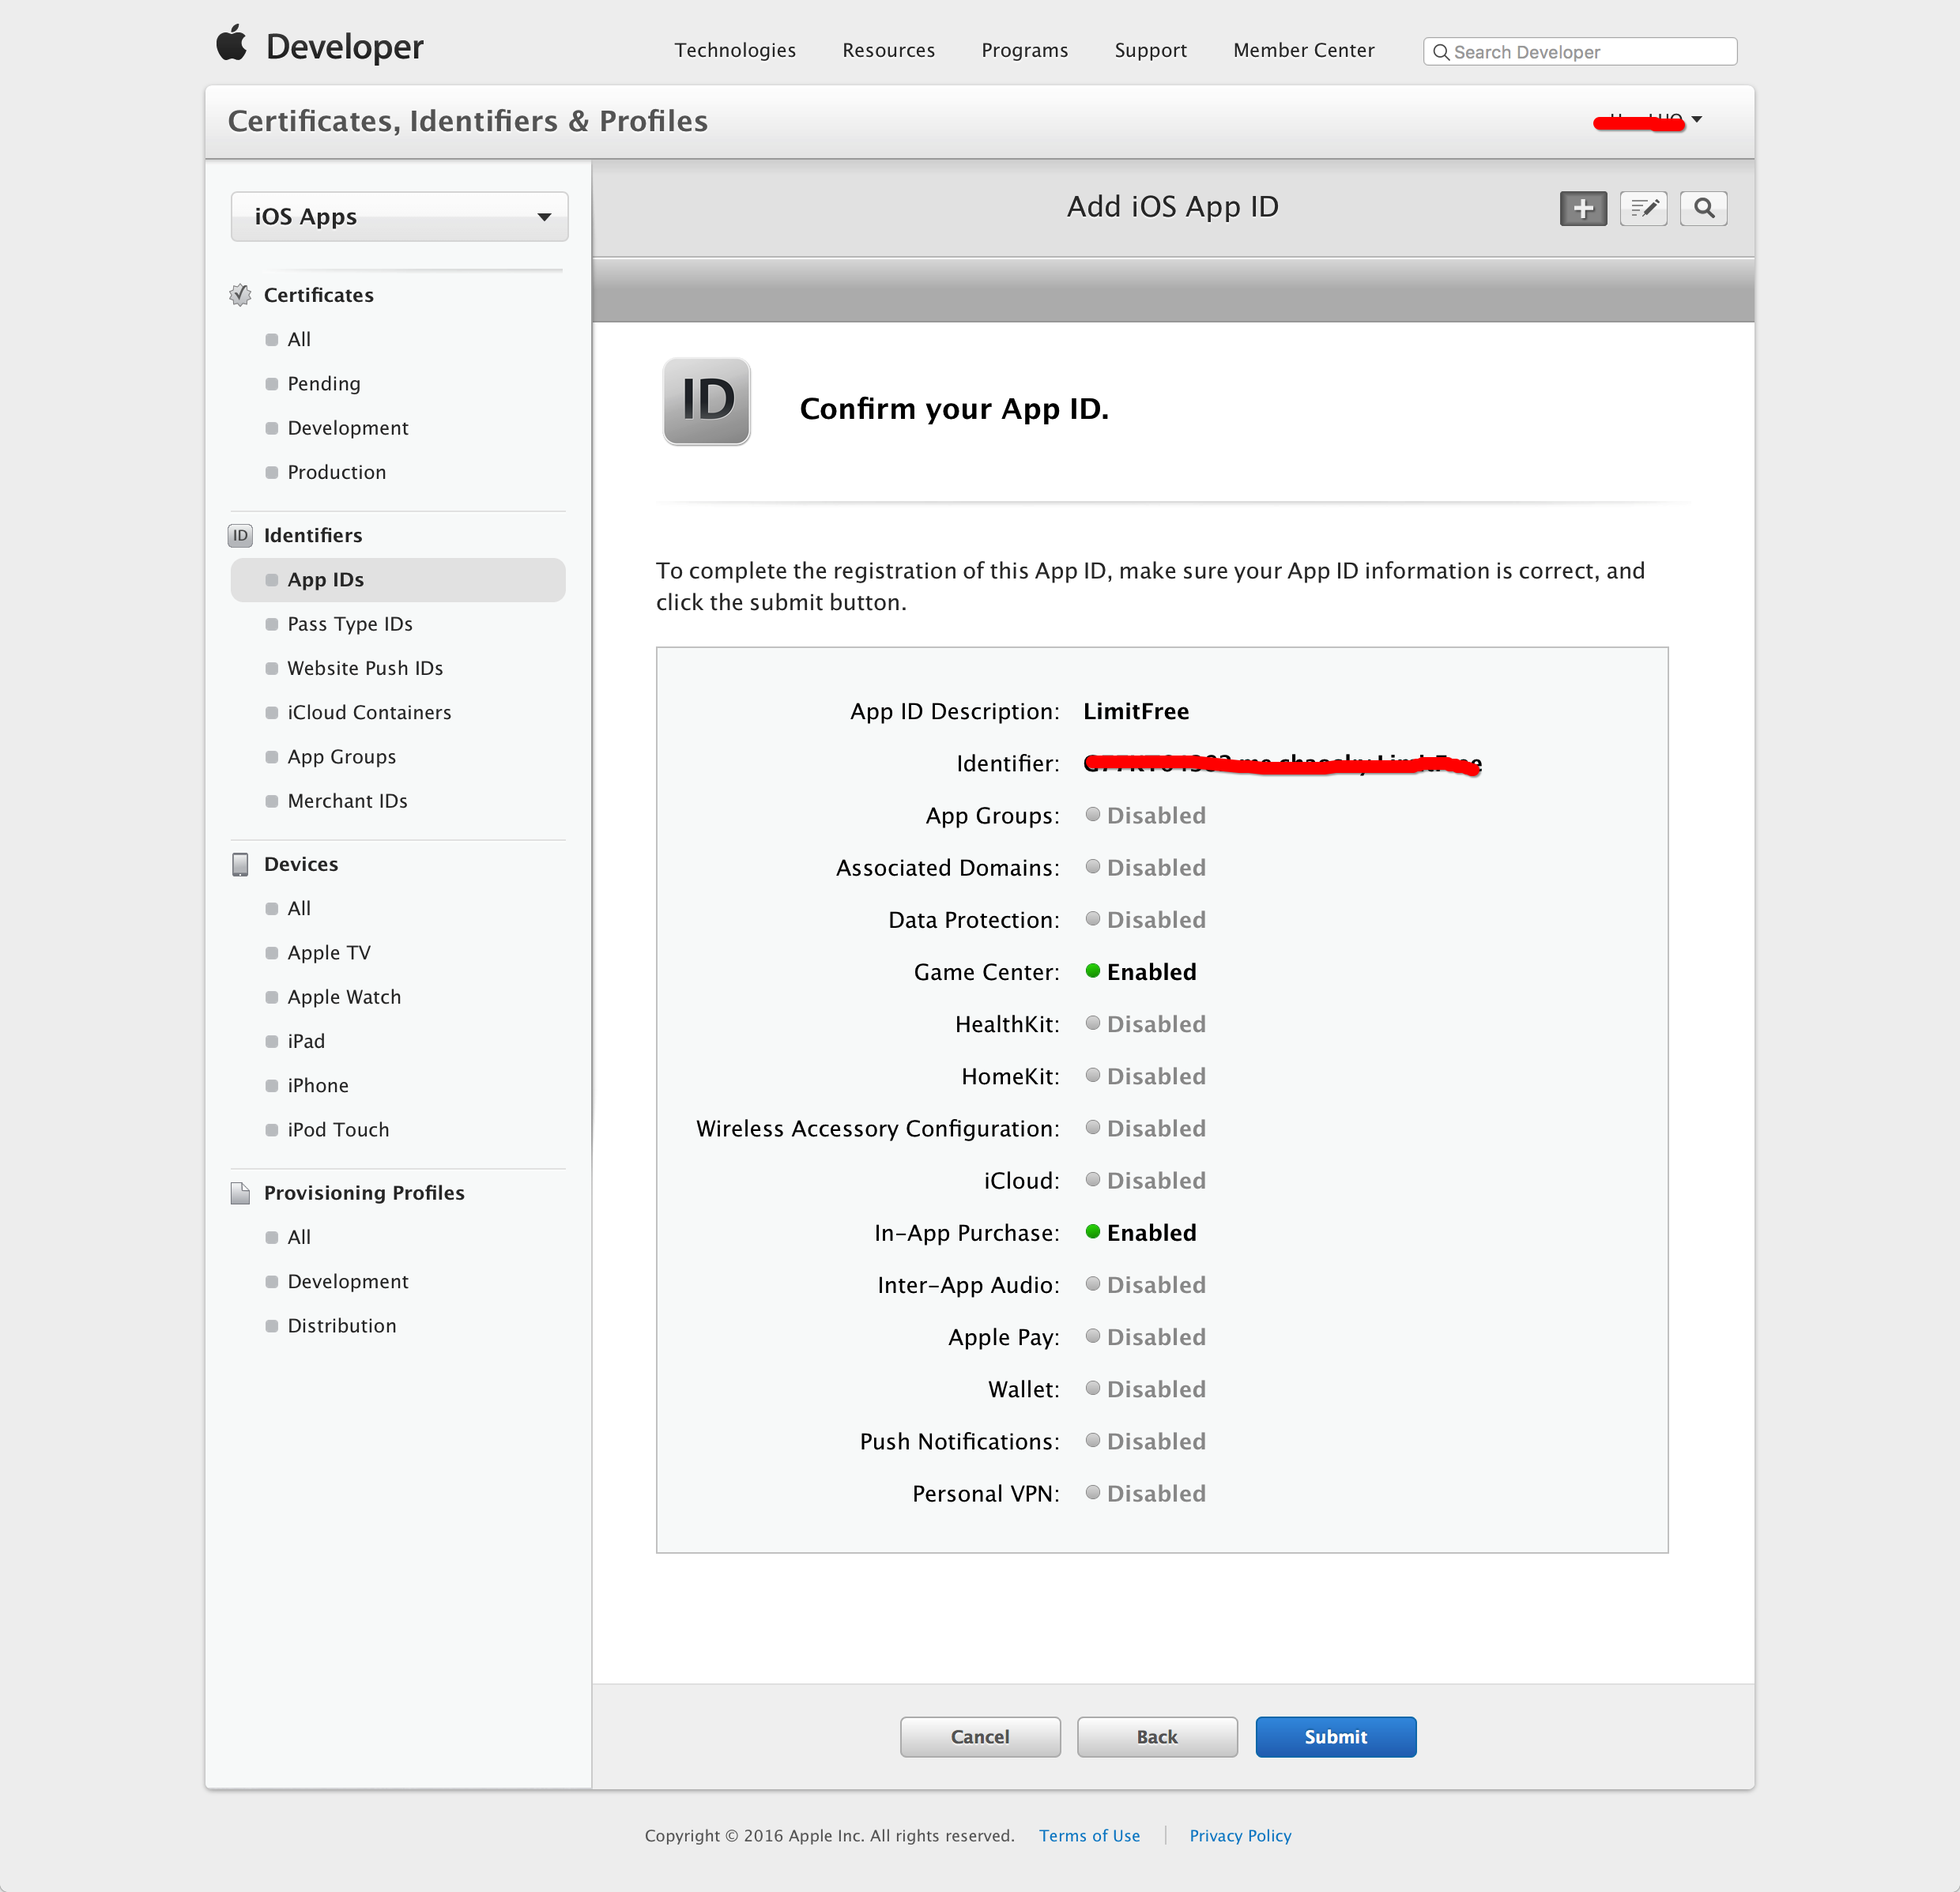 Developer
Technologies Resources Programs Support Member Center Search Developer
Certificates, Identifiers & Profiles
iOS Apps
Add iOS App ID
Certificates
All
Pending
Development
Production
ID Identifiers
App IDs
Pass Type IDs
Website Push IDs
iCloud Containers
App Groups
Merchant IDs
Devices
All
Apple TV
Apple Watch
iPad
iPhone
iPod Touch
Provisioning Profiles
All
Development
Distribution
ID Confirm your App ID.
To complete the registration of this App ID, make sure your App ID information is correct, and
click the submit button.
App ID Description: LimitFree
Identifier:
App Groups: Disabled
Associated Domains: Disabled
Data Protection: Disabled
Game Center: Enabled
HealthKit: Disabled
HomeKit: Disabled
Wireless Accessory Configuration: Disabled
iCloud: Disabled
In-App Purchase: Enabled
Inter-App Audio: Disabled
Apple Pay: Disabled
Wallet: Disabled
Push Notifications: Disabled
Personal VPN: Disabled
Cancel Back Submit
Copyright © 2016 Apple Inc. All rights reserved. Terms of Use Privacy Policy